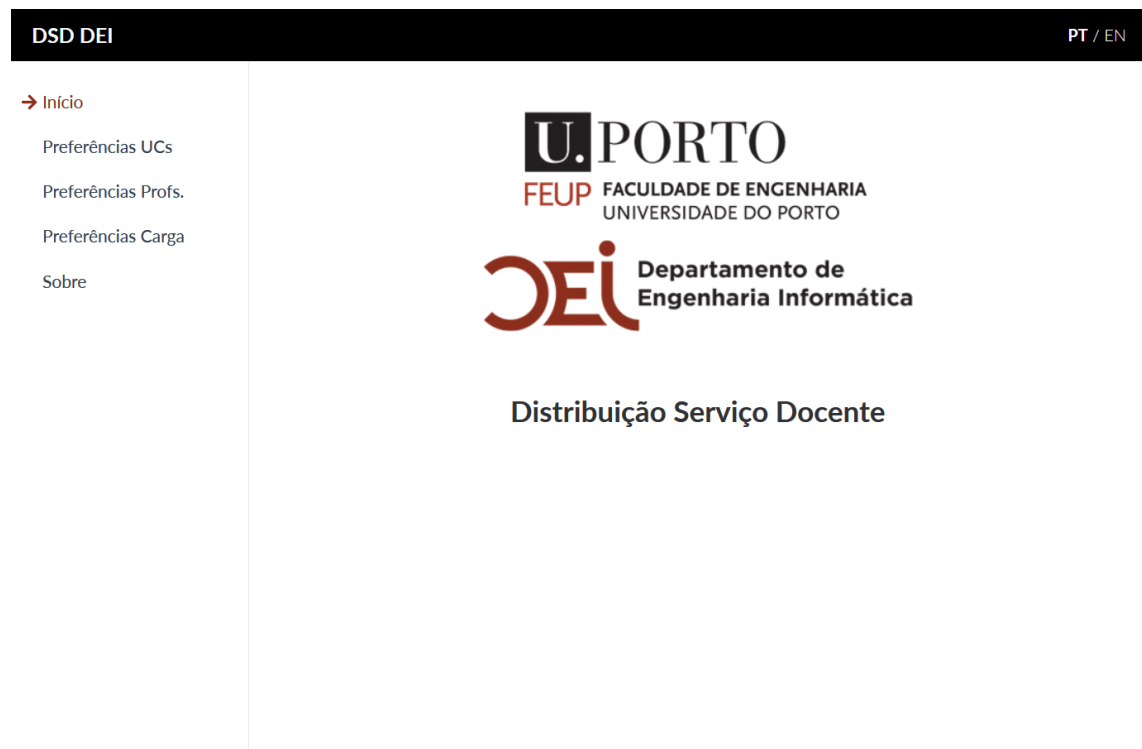 DSD DEI
PT / EN
Início
Preferências UCs
Preferências Profs.
Preferências Carga
Sobre
U. PORTO
FEUP FACULDADE DE ENGENHARIA
UNIVERSIDADE DO PORTO
DEI Departamento de
Engenharia Informática
Distribuição Serviço Docente